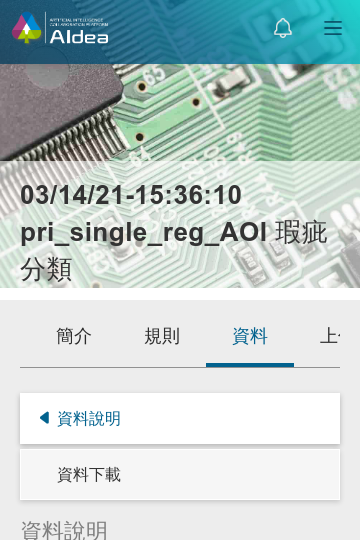 ARTIFICIAL INTELLIGENCE
COLLABORATION PLATFORM
AIdea
03/14/21-15:36:10
pri_single_reg_AOI 瑕疵
分類
簡介
規則
資料
資料說明
資料下載
資料說明